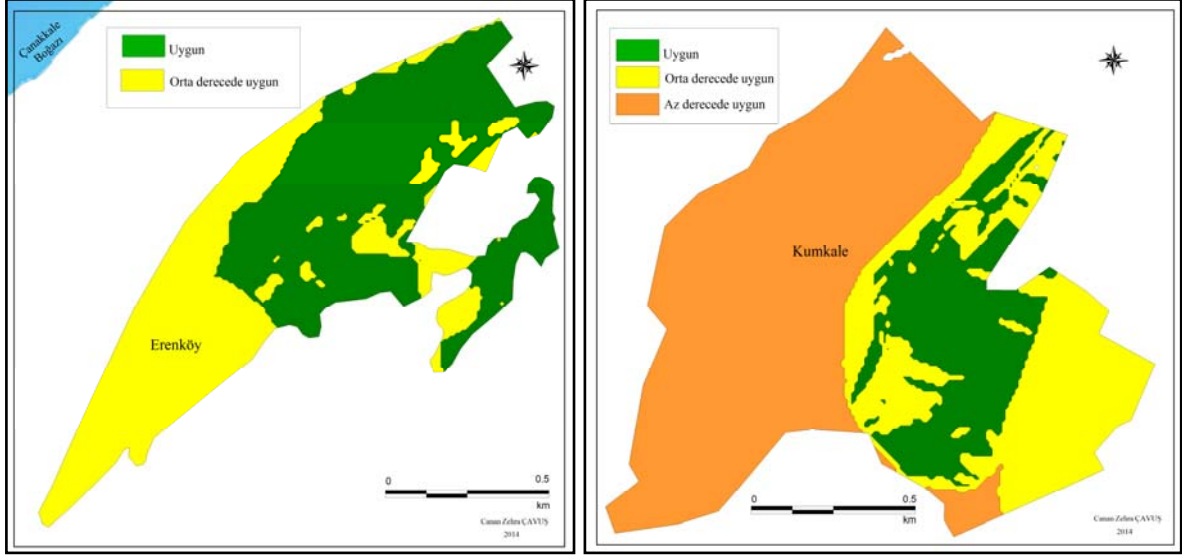 Çanakkale
Boğazı
Uygun
Orta derecede uygun
Erenköy
0
0.5
km
Canan Zehra ÇAVUŞ
2014
Uygun
Orta derecede uygun
Az derecede uygun
Kumkale
0
0.5
km
Canan Zehra ÇAVUŞ
2014